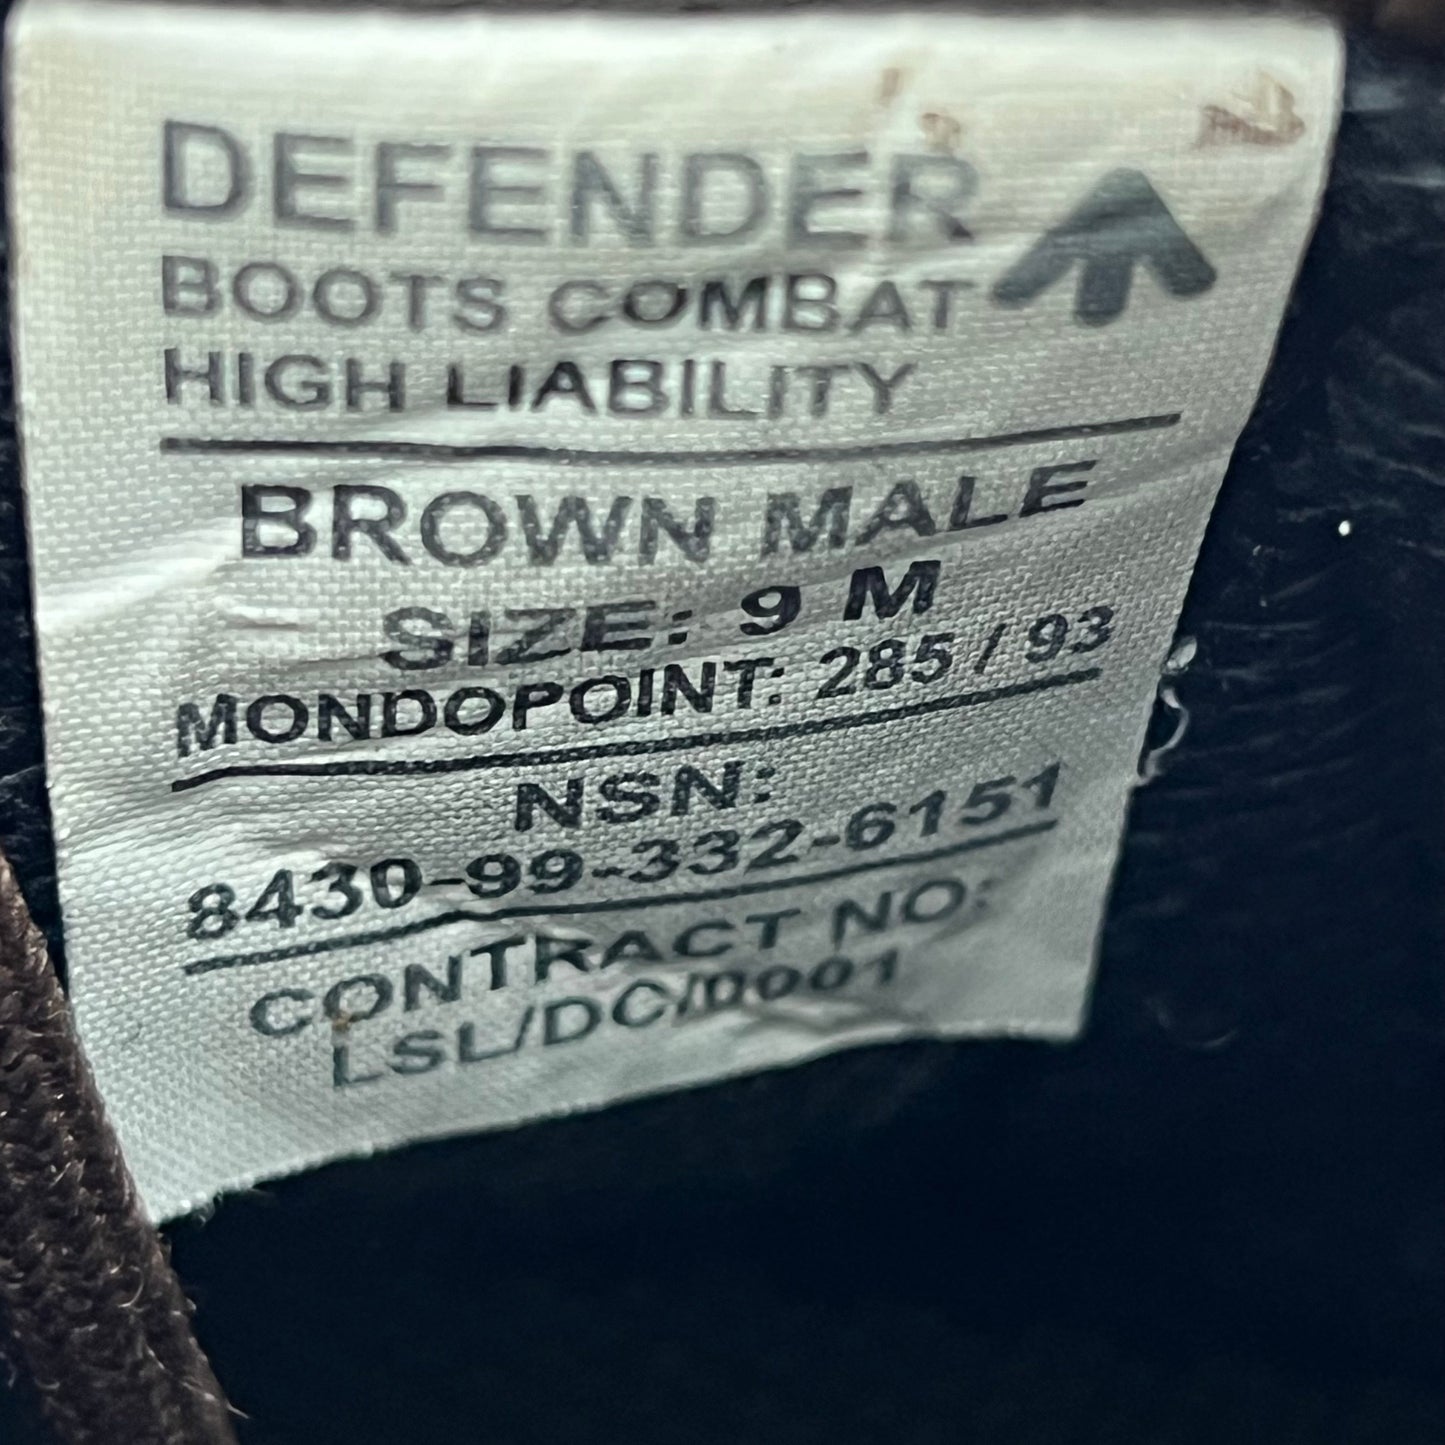 DEFENDER
BOOTS COMBAT
HIGH LIABILITY
BROWN MALE
SIZE: 9 M
MONDOPOINT: 285 / 93
NSN:
8430-99-332-6151
CONTRACT NO:
LSL/DC/0001